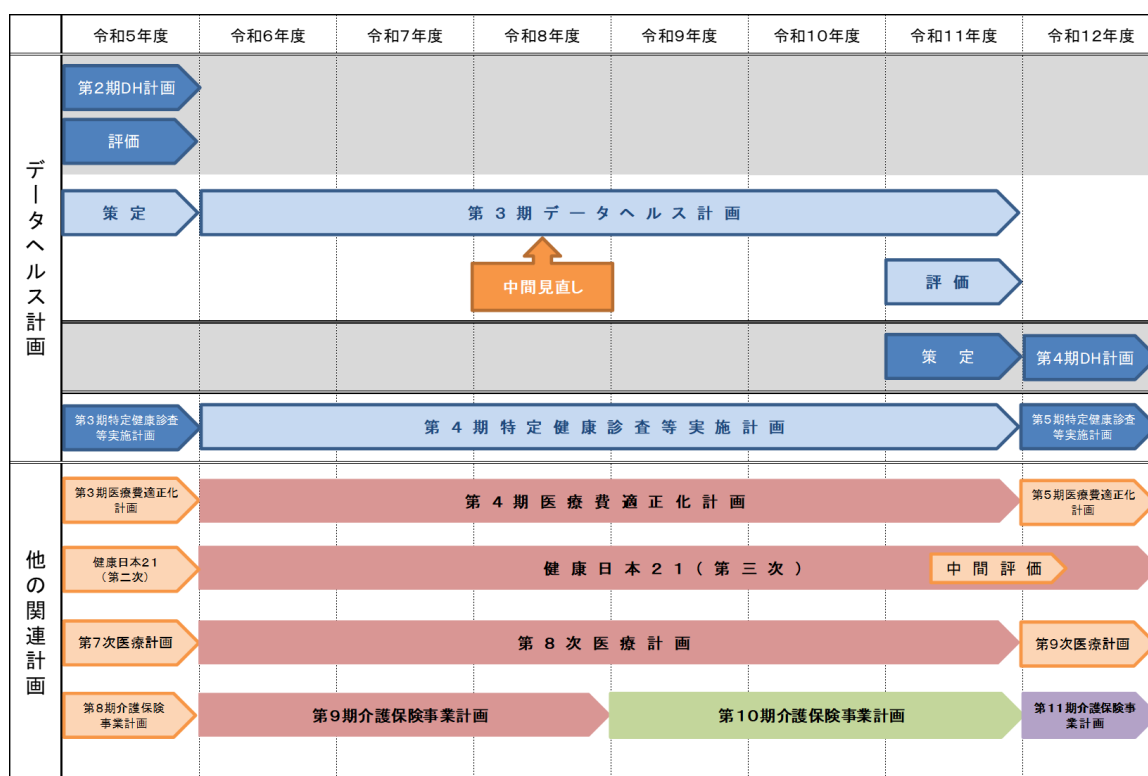 令和5年度 令和6年度 令和7年度 令和8年度 令和9年度 令和10年度 令和11年度 令和12年度
データヘルス計画
第2期DH計画
評価
策定 第3期データヘルス計画
中間見直し 評価
策定 第4期DH計画
第3期特定健康診査
等実施計画
第4期特定健康診査等実施計画
第5期特定健康診査
等実施計画
他の関連計画
第3期医療費適正化
計画
第4期医療費適正化計画
第5期医療費適正化
計画
健康日本21
(第二次)
健康日本21(第三次) 中間評価
第7次医療計画 第8次医療計画 第9次医療計画
第8期介護保険
事業計画
第9期介護保険事業計画 第10期介護保険事業計画
第11期介護保険事
業計画